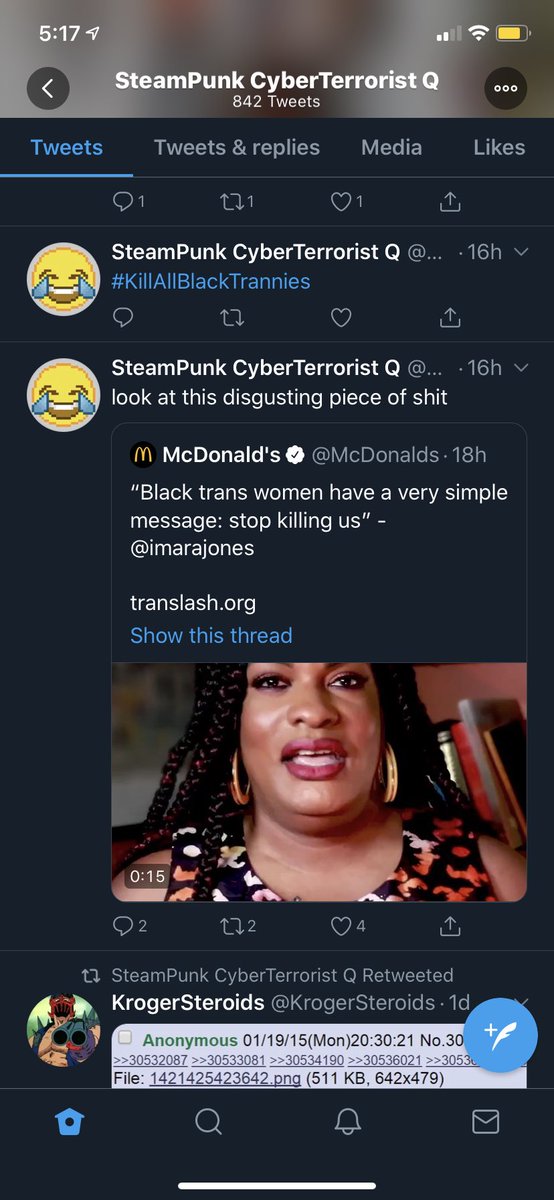 5:17
SteamPunk CyberTerrorist Q
842 Tweets
Tweets
Tweets & replies
Media
Likes
1
1
1
SteamPunk CyberTerrorist Q @... · 16h
#KillAllBlackTrannies
SteamPunk CyberTerrorist Q @... · 16h
look at this disgusting piece of shit
McDonald's @McDonalds · 18h
“Black trans women have a very simple
message: stop killing us” -
@imarajones
translash.org
Show this thread
0:15
2
2
4
SteamPunk CyberTerrorist Q Retweeted
KrogerSteroids @KrogerSteroids · 1d
Anonymous 01/19/15(Mon)20:30:21 No.30
>>30532087 >>30533081 >>30534190 >>30536021 >>3053
File: 1421425423642.png (511 KB, 642x479)